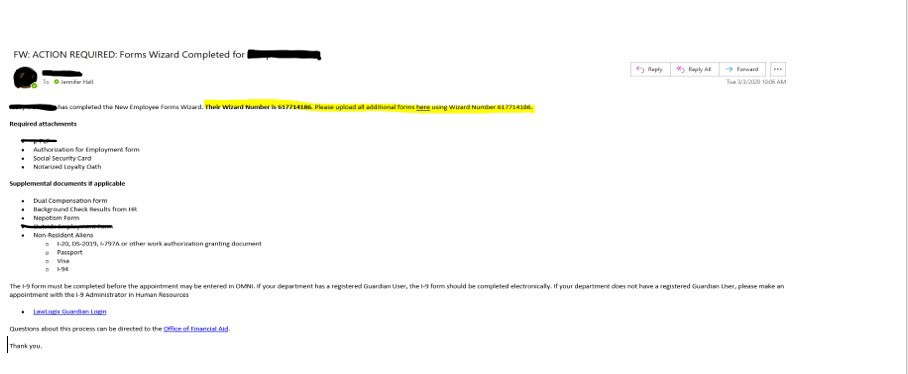 FW: ACTION REQUIRED: Forms Wizard Completed for
Reply
Reply All
Forward
...
To Jennifer Hall
Tue 3/3/2020 10:06 AM
has completed the New Employee Forms Wizard. Their Wizard Number is 617714186. Please upload all additional forms here using Wizard Number 617714186.
Required attachments
• Authorization for Employment form
• Social Security Card
• Notarized Loyalty Oath
Supplemental documents if applicable
• Dual Compensation form
• Background Check Results from HR
• Nepotism Form
• Non-Resident Aliens
o I-20, DS-2019, I-797A or other work authorization granting document
o Passport
o Visa
o I-94
The I-9 form must be completed before the appointment may be entered in OMNI. If your department has a registered Guardian User, the I-9 form should be completed electronically. If your department does not have a registered Guardian User, please make an
appointment with the I-9 Administrator in Human Resources
• LawLogix Guardian Login
Questions about this process can be directed to the Office of Financial Aid.
Thank you.